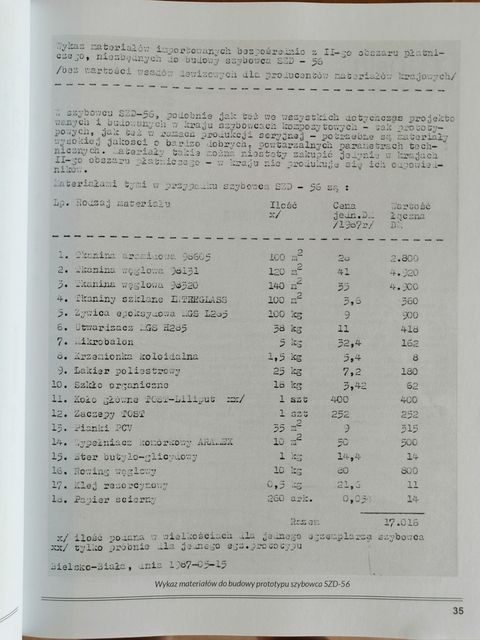 Wykaz materiałów importowanych bezpośrednio z II-go obszaru płatni-
czego, niezbędnych do budowy szybowca SZD - 56
/bez wartości wsadów dewizowych dla producentów materiałów krajowych/
W szybowcu SZD-56, podobnie jak też we wszystkich dotychczas projekto
wanych i budowanych w kraju szybowcach kompozytowych - tak prototy-
powych, jak też w ramach produkcji seryjnej - potrzebne są materiały
wysokiej jakości o bardzo dobrych, powtarzalnych parametrach tech-
nicznych. Materiały takie można niestety zakupić jedynie w krajach
II-go obszaru płatniczego - w kraju nie produkuje się ich odpowied-
ników.
Materiałami tymi w przypadku szybowca SZD - 56 są :
Lp. Rodzaj materiału Ilość x/ Cena jedn.DM /1987r/ Wartość łączna DM
1. Tkanina aramidowa 98605 100 m2 28 2.800
2. Tkanina węglowa 98131 120 m2 41 4.920
3. Tkanina węglowa 98320 140 m2 35 4.900
4. Tkaniny szklane INTERGLASS 100 m2 3,6 360
5. Żywica epoksydowa MGS L285 100 kg 9 900
6. Utwardzacz MGS H285 38 kg 11 418
7. Mikrobalon 5 kg 32,4 162
8. Krzemionka koloidalna 1,5 kg 5,4 8
9. Lakier poliestrowy 25 kg 7,2 180
10. Szkło organiczne 18 kg 3,42 62
11. Koło główne TOST-Liliput xx/ 1 szt 400 400
12. Zaczepy TOST 1 szt 252 252
13. Pianki PCV 35 m2 9 315
14. Wypełniacz komórkowy ARAMEX 10 m2 50 500
15. Eter butylo-glicydowy 1 kg 14,4 14
16. Rowing węglowy 10 kg 80 800
17. Klej rezorcynowy 0,5 kg 21,6 11
18. Papier ścierny 260 ark. 0,054 14
Razem 17.016
x/ ilość podana w wielkościach dla jednego egzemplarza szybowca
xx/ tylko próbnie dla jednego egz.prototypu
Bielsko-Biała, dnia 1987-05-15
Wykaz materiałów do budowy prototypu szybowca SZD-56
35